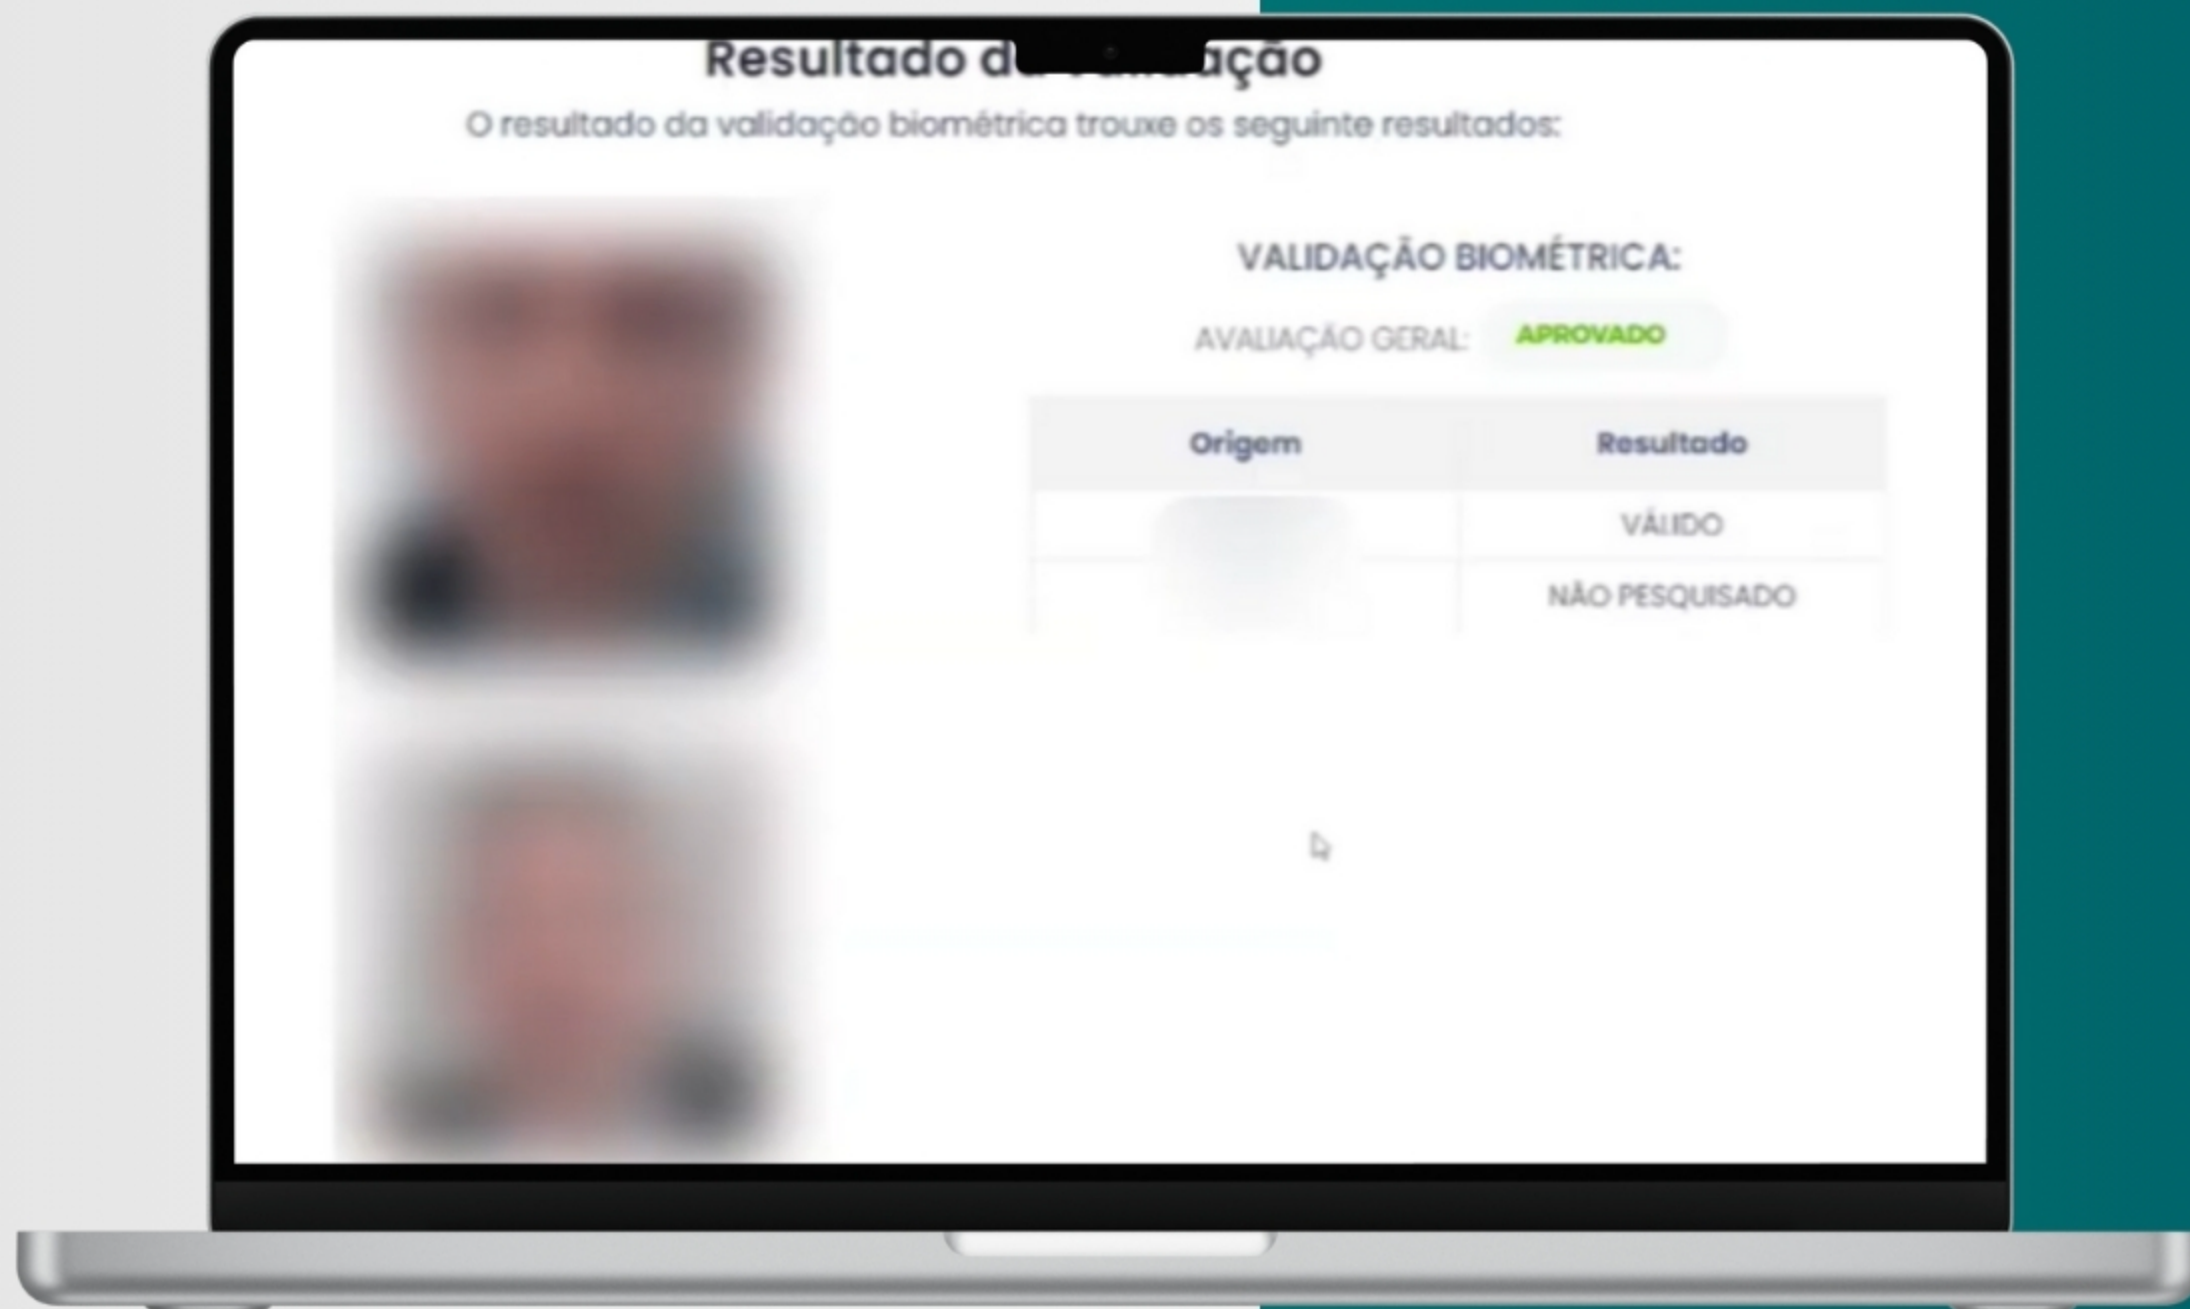 Resultado d ação
O resultado da validação biométrica trouxe os seguinte resultados:
VALIDAÇÃO BIOMÉTRICA:
AVALIAÇÃO GERAL: APROVADO
Origem Resultado
VÁLIDO
NÃO PESQUISADO